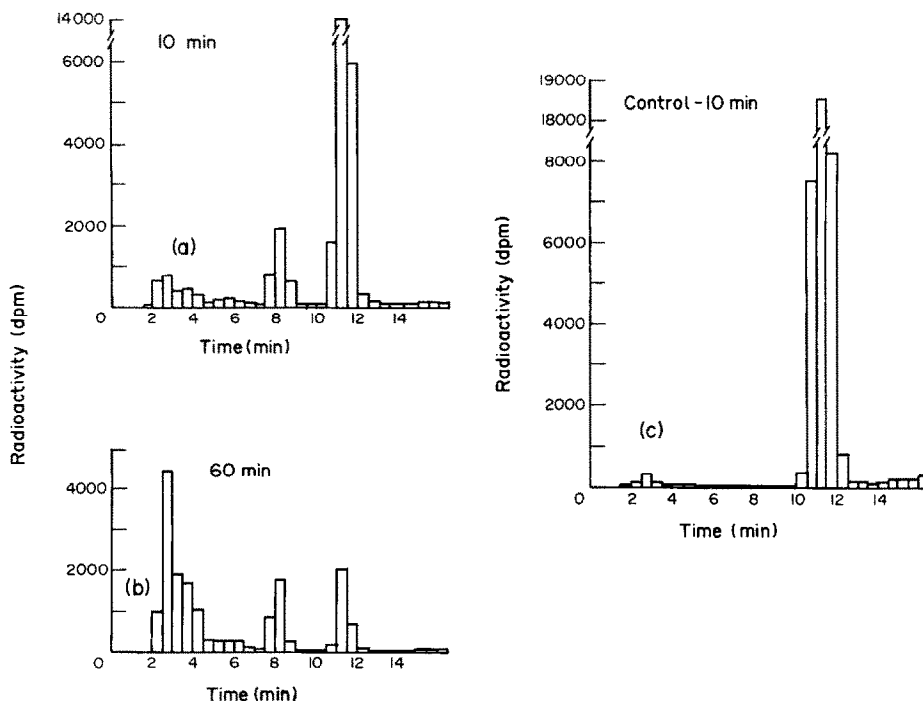 14000
10 min
6000
4000
2000
(a)
0
2 4 6 8 10 12 14
Time (min)
Radioactivity (dpm)
60 min
4000
2000
(b)
0
2 4 6 8 10 12 14
Time (min)
19000
Control - 10 min
18000
8000
6000
4000
2000
(c)
0
2 4 6 8 10 12 14
Time (min)
Radioactivity (dpm)